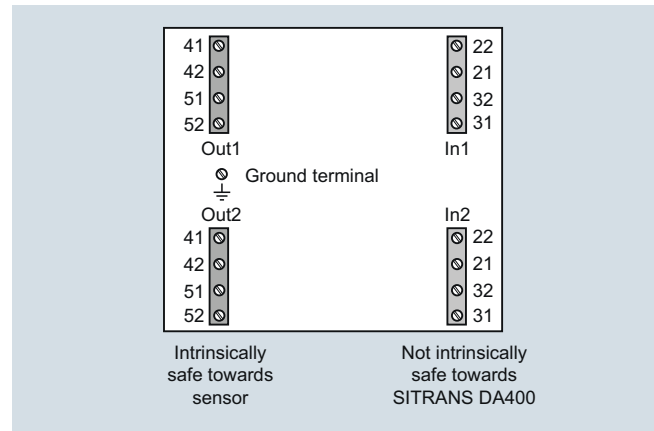 41 22
42 21
51 32
52 31
Out1 In1
Ground terminal
Out2 In2
41 22
42 21
51 32
52 31
Intrinsically
safe towards
sensor
Not intrinsically
safe towards
SITRANS DA400